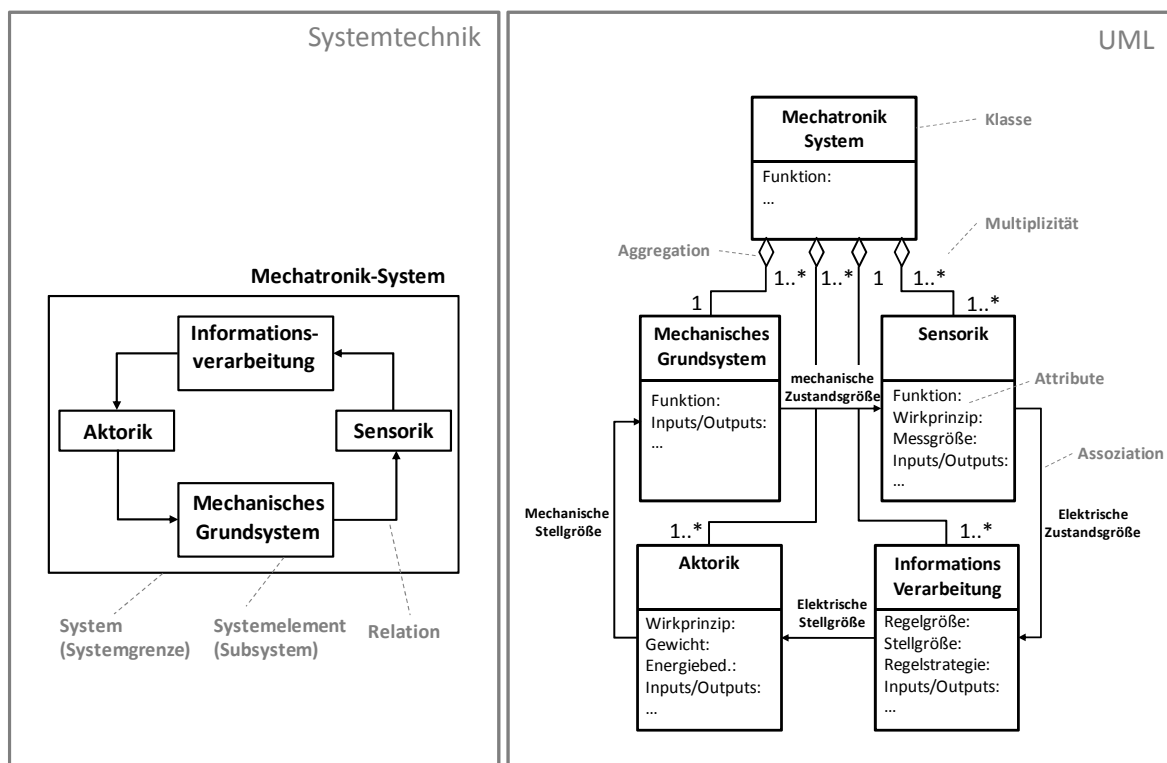 Systemtechnik
Mechatronik-System
Informations-
verarbeitung
Aktorik
Sensorik
Mechanisches
Grundsystem
System
(Systemgrenze)
Systemelement
(Subsystem)
Relation
UML
Mechatronik
System
Funktion:
...
Klasse
Aggregation
Multiplizität
1..*
1..*
1
1..*
1
1..*
Mechanisches
Grundsystem
Funktion:
Inputs/Outputs:
...
mechanische
Zustandsgröße
Sensorik
Funktion:
Wirkprinzip:
Messgröße:
Inputs/Outputs:
...
Attribute
Assoziation
Mechanische
Stellgröße
Elektrische
Zustandsgröße
1..*
1..*
Aktorik
Wirkprinzip:
Gewicht:
Energiebed.:
Inputs/Outputs:
...
Elektrische
Stellgröße
Informations
Verarbeitung
Regelgröße:
Stellgröße:
Regelstrategie:
Inputs/Outputs:
...